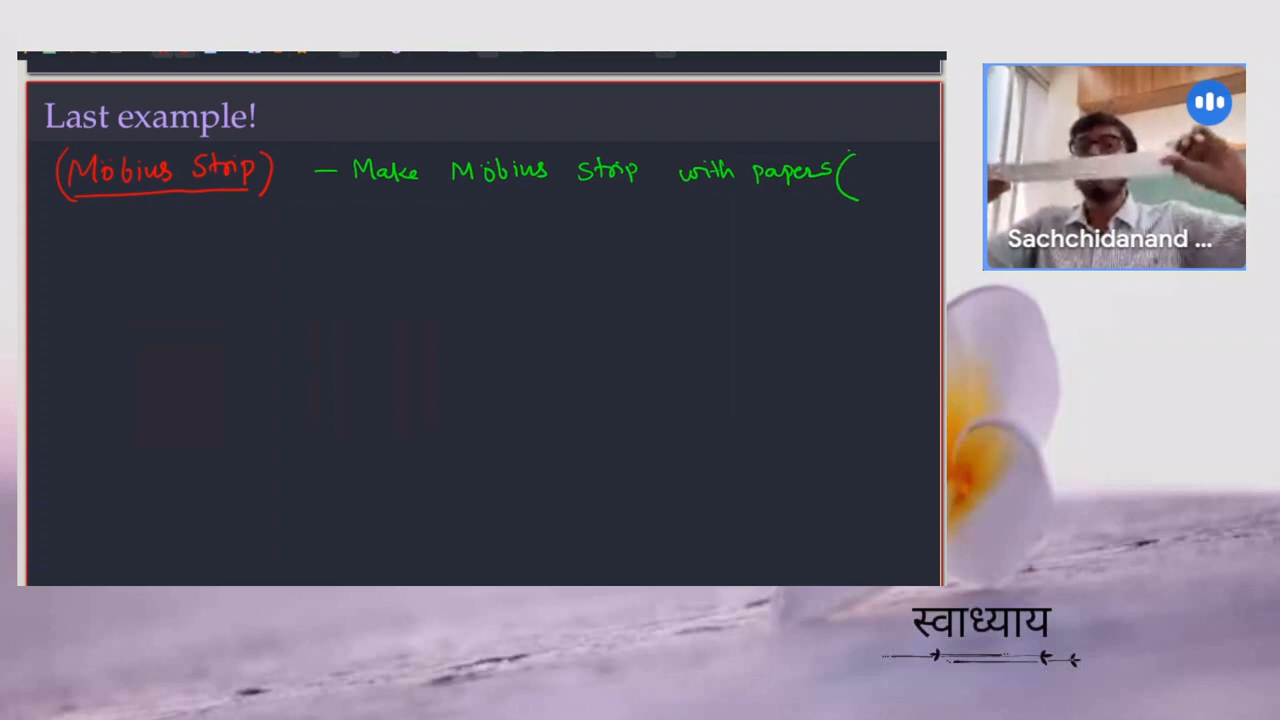 Last example!
(Möbius Strip) — Make Möbius Strip with papers(
Sachchidanand ...
स्वाध्याय